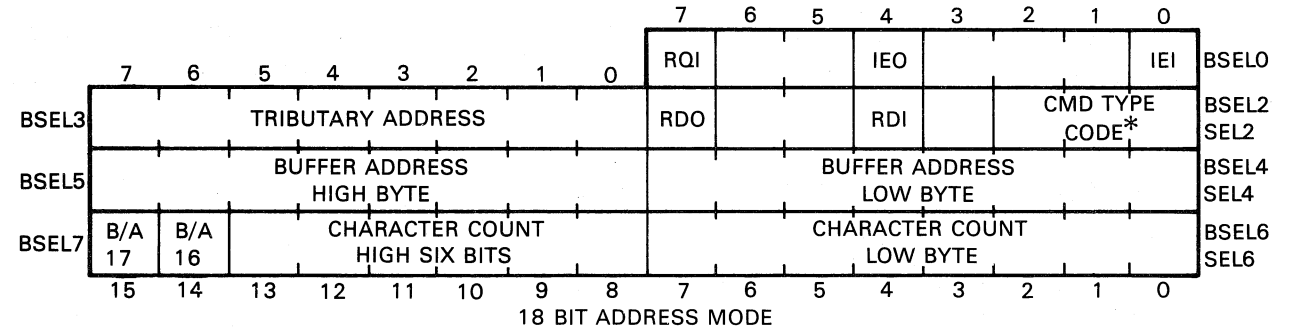 7 6 5 4 3 2 1 0
RQI IEO IEI BSEL0
7 6 5 4 3 2 1 0
BSEL3 TRIBUTARY ADDRESS RDO RDI CMD TYPE CODE* BSEL2
SEL2
BSEL5 BUFFER ADDRESS BUFFER ADDRESS BSEL4
HIGH BYTE LOW BYTE SEL4
BSEL7 B/A B/A CHARACTER COUNT CHARACTER COUNT BSEL6
17 16 HIGH SIX BITS LOW BYTE SEL6
15 14 13 12 11 10 9 8 7 6 5 4 3 2 1 0
18 BIT ADDRESS MODE